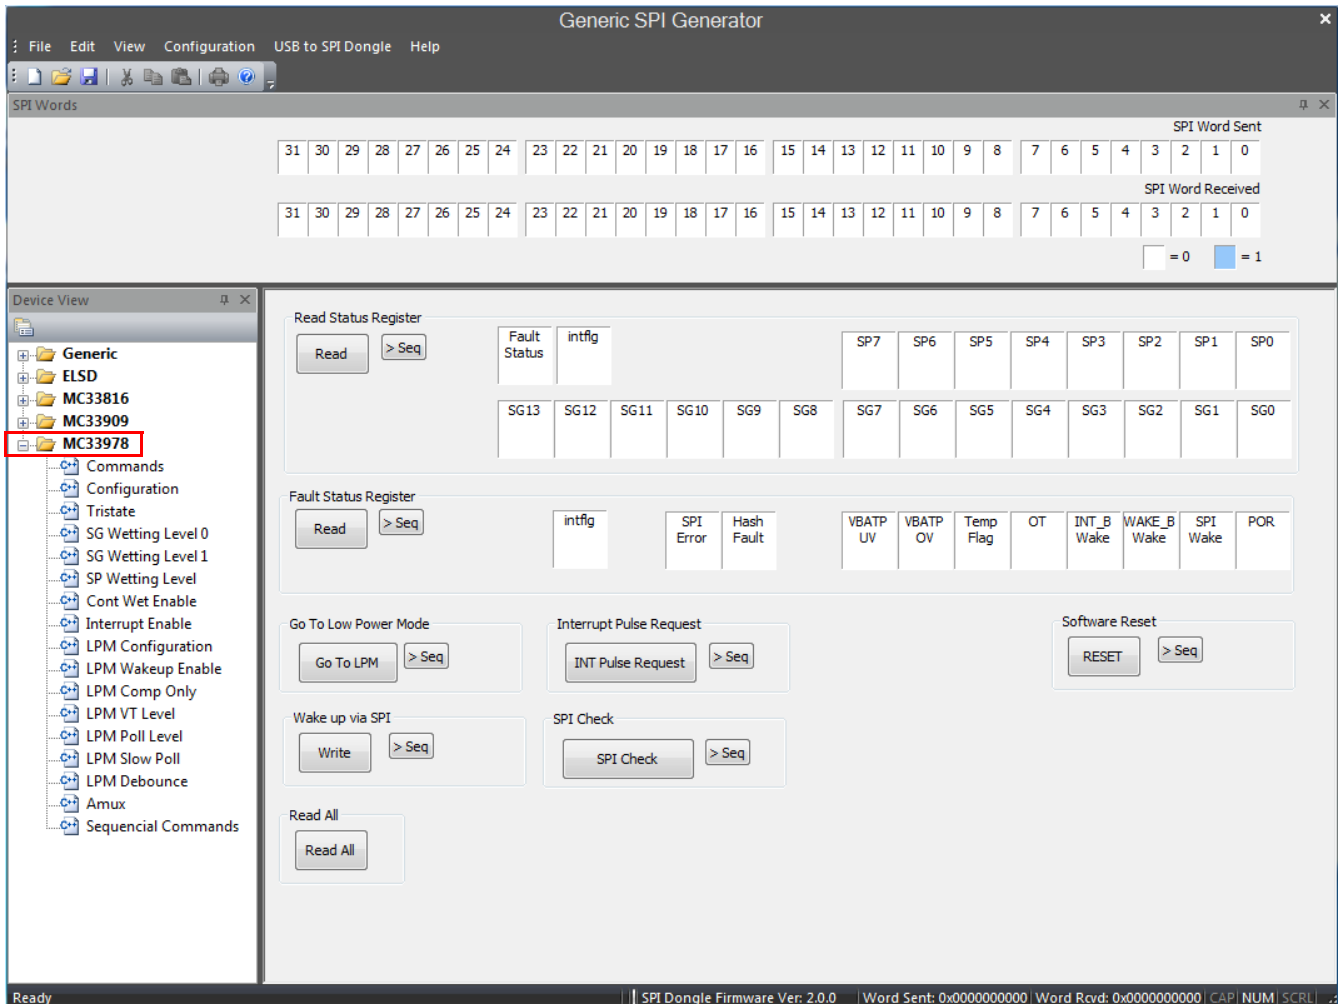 Generic SPI Generator
File Edit View Configuration USB to SPI Dongle Help
SPI Words
SPI Word Sent
31 30 29 28 27 26 25 24 23 22 21 20 19 18 17 16 15 14 13 12 11 10 9 8 7 6 5 4 3 2 1 0
SPI Word Received
31 30 29 28 27 26 25 24 23 22 21 20 19 18 17 16 15 14 13 12 11 10 9 8 7 6 5 4 3 2 1 0
= 0 = 1
Device View
Generic
ELSD
MC33816
MC33909
MC33978
Commands
Configuration
Tristate
SG Wetting Level 0
SG Wetting Level 1
SP Wetting Level
Cont Wet Enable
Interrupt Enable
LPM Configuration
LPM Wakeup Enable
LPM Comp Only
LPM VT Level
LPM Poll Level
LPM Slow Poll
LPM Debounce
Amux
Sequencial Commands
Read Status Register
Read > Seq
Fault Status intflg SP7 SP6 SP5 SP4 SP3 SP2 SP1 SP0
SG13 SG12 SG11 SG10 SG9 SG8 SG7 SG6 SG5 SG4 SG3 SG2 SG1 SG0
Fault Status Register
Read > Seq
intflg SPI Error Hash Fault VBATP UV VBATP OV Temp Flag OT INT_B Wake WAKE_B Wake SPI Wake POR
Go To Low Power Mode
Go To LPM > Seq
Interrupt Pulse Request
INT Pulse Request > Seq
Software Reset
RESET > Seq
Wake up via SPI
Write > Seq
SPI Check
SPI Check > Seq
Read All
Read All
Ready SPI Dongle Firmware Ver: 2.0.0 Word Sent: 0x0000000000 Word Rcvd: 0x0000000000 CAP NUM SCRL